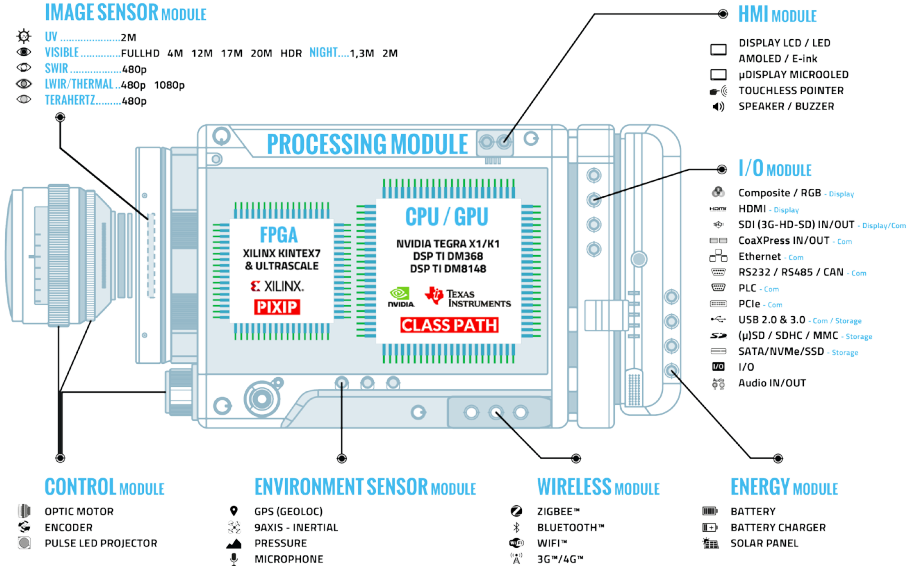 IMAGE SENSOR MODULE
UV .....................2M
VISIBLE ..............FULLHD 4M 12M 17M 20M HDR NIGHT....1,3M 2M
SWIR ..................480p
LWIR/THERMAL ..480p 1080p
TERAHERTZ.........480p
HMI MODULE
DISPLAY LCD / LED
AMOLED / E-ink
µDISPLAY MICROOLED
TOUCHLESS POINTER
SPEAKER / BUZZER
PROCESSING MODULE
FPGA
XILINX KINTEX7
& ULTRASCALE
XILINX.
PIXIP
CPU / GPU
NVIDIA TEGRA X1/K1
DSP TI DM368
DSP TI DM8148
NVIDIA.
TEXAS
INSTRUMENTS
CLASS PATH
I/O MODULE
Composite / RGB - Display
HDMI HDMI - Display
SDI (3G-HD-SD) IN/OUT - Display/Com
CoaXPress IN/OUT - Com
Ethernet - Com
RS232 / RS485 / CAN - Com
PLC - Com
PCIe - Com
USB 2.0 & 3.0 - Com / Storage
(µ)SD / SDHC / MMC - Storage
SATA/NVMe/SSD - Storage
I/O I/O
Audio IN/OUT
CONTROL MODULE
OPTIC MOTOR
ENCODER
PULSE LED PROJECTOR
ENVIRONMENT SENSOR MODULE
GPS (GEOLOC)
9AXIS - INERTIAL
PRESSURE
MICROPHONE
WIRELESS MODULE
ZIGBEE™
BLUETOOTH™
WIFI™
3G™/4G™
ENERGY MODULE
BATTERY
BATTERY CHARGER
SOLAR PANEL